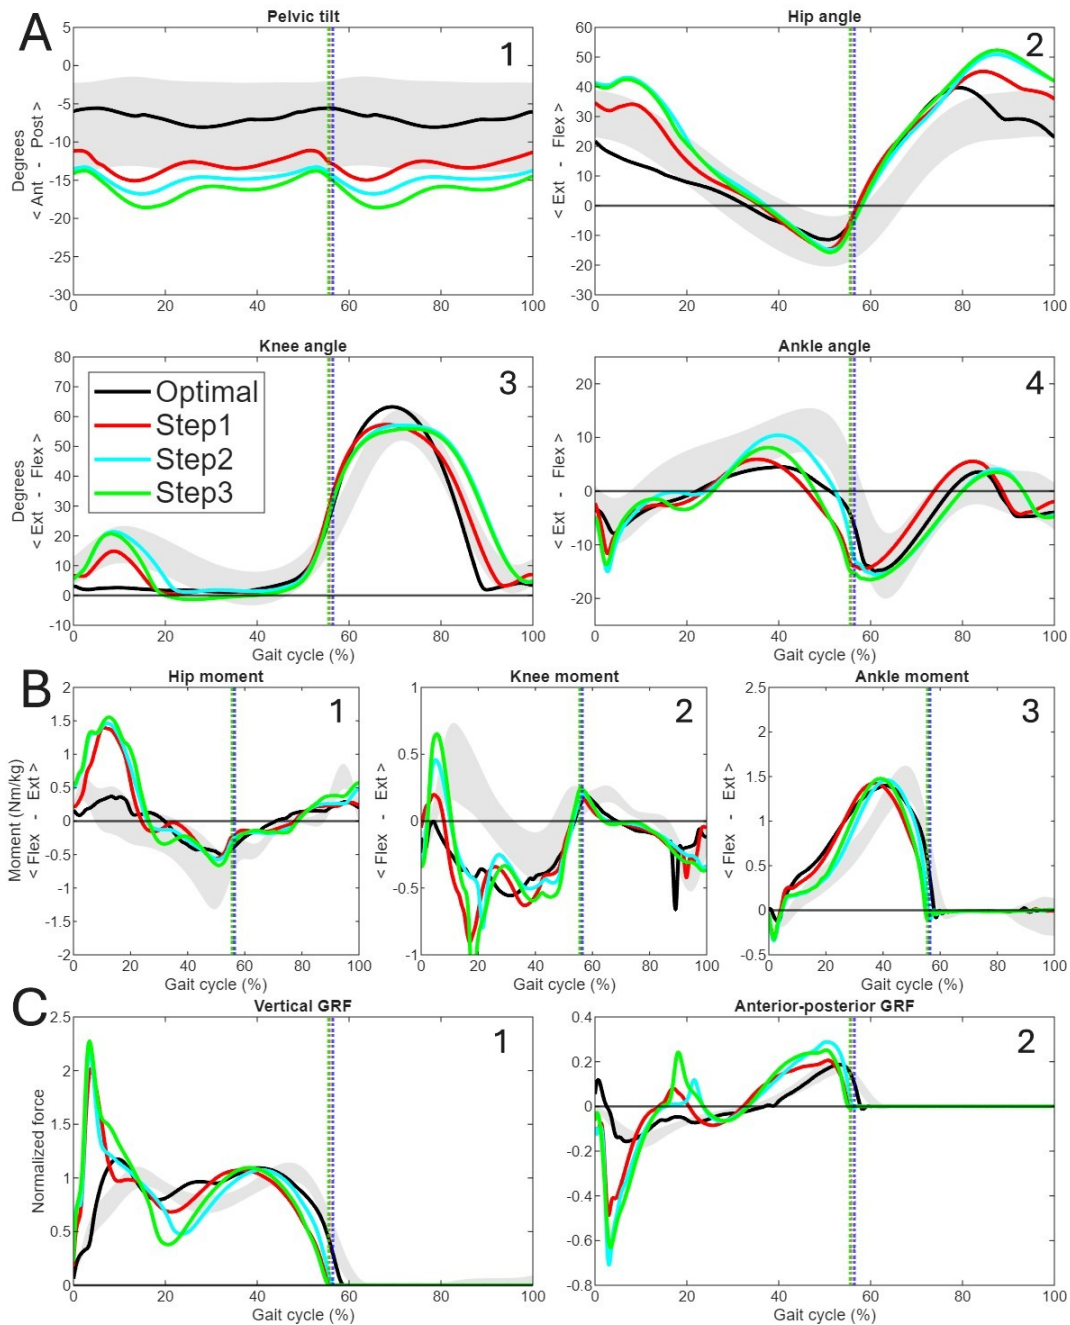 A
Pelvic tilt
1
Degrees
< Ant - Post >
5
0
-5
-10
-15
-20
-25
-30
0 20 40 60 80 100
Hip angle
2
< Ext - Flex >
60
50
40
30
20
10
0
-10
-20
-30
0 20 40 60 80 100
Knee angle
3
Degrees
< Ext - Flex >
80
70
60
50
40
30
20
10
0
-10
0 20 40 60 80 100
Gait cycle (%)
Optimal
Step1
Step2
Step3
Ankle angle
4
< Ext - Flex >
20
10
0
-10
-20
0 20 40 60 80 100
Gait cycle (%)
B
Hip moment
1
Moment (Nm/kg)
< Flex - Ext >
2
1.5
1
0.5
0
-0.5
-1
-1.5
-2
0 20 40 60 80 100
Gait cycle (%)
Knee moment
2
< Flex - Ext >
1
0.5
0
-0.5
-1
0 20 40 60 80 100
Gait cycle (%)
Ankle moment
3
< Flex - Ext >
2.5
2
1.5
1
0.5
0
-0.5
0 20 40 60 80 100
Gait cycle (%)
C
Vertical GRF
1
Normalized force
2.5
2
1.5
1
0.5
0
0 20 40 60 80 100
Gait cycle (%)
Anterior-posterior GRF
2
0.4
0.2
0
-0.2
-0.4
-0.6
-0.8
0 20 40 60 80 100
Gait cycle (%)